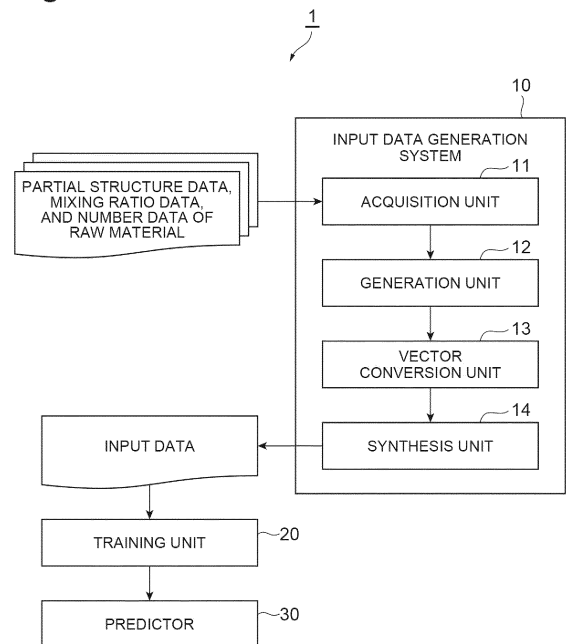 1
10
INPUT DATA GENERATION
SYSTEM
11
PARTIAL STRUCTURE DATA,
MIXING RATIO DATA,
AND NUMBER DATA OF
RAW MATERIAL
ACQUISITION UNIT
12
GENERATION UNIT
13
VECTOR
CONVERSION UNIT
14
INPUT DATA
SYNTHESIS UNIT
TRAINING UNIT
20
PREDICTOR
30